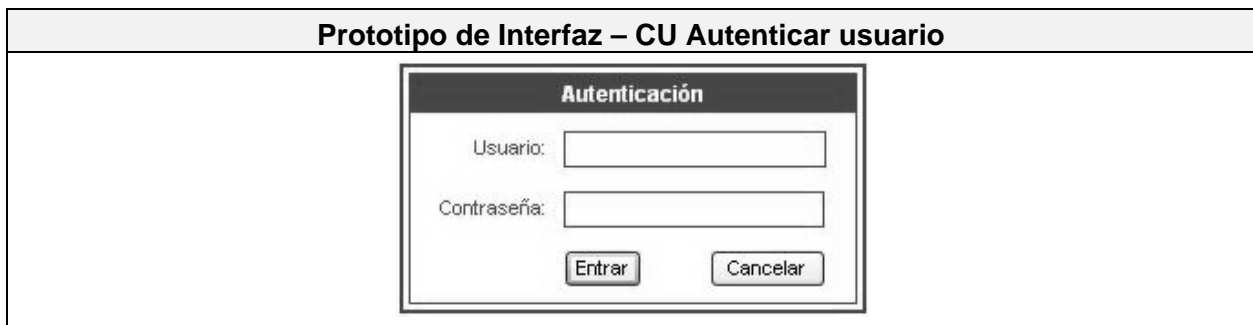 Prototipo de Interfaz – CU Autenticar usuario
Autenticación
Usuario:
Contraseña:
Entrar Cancelar